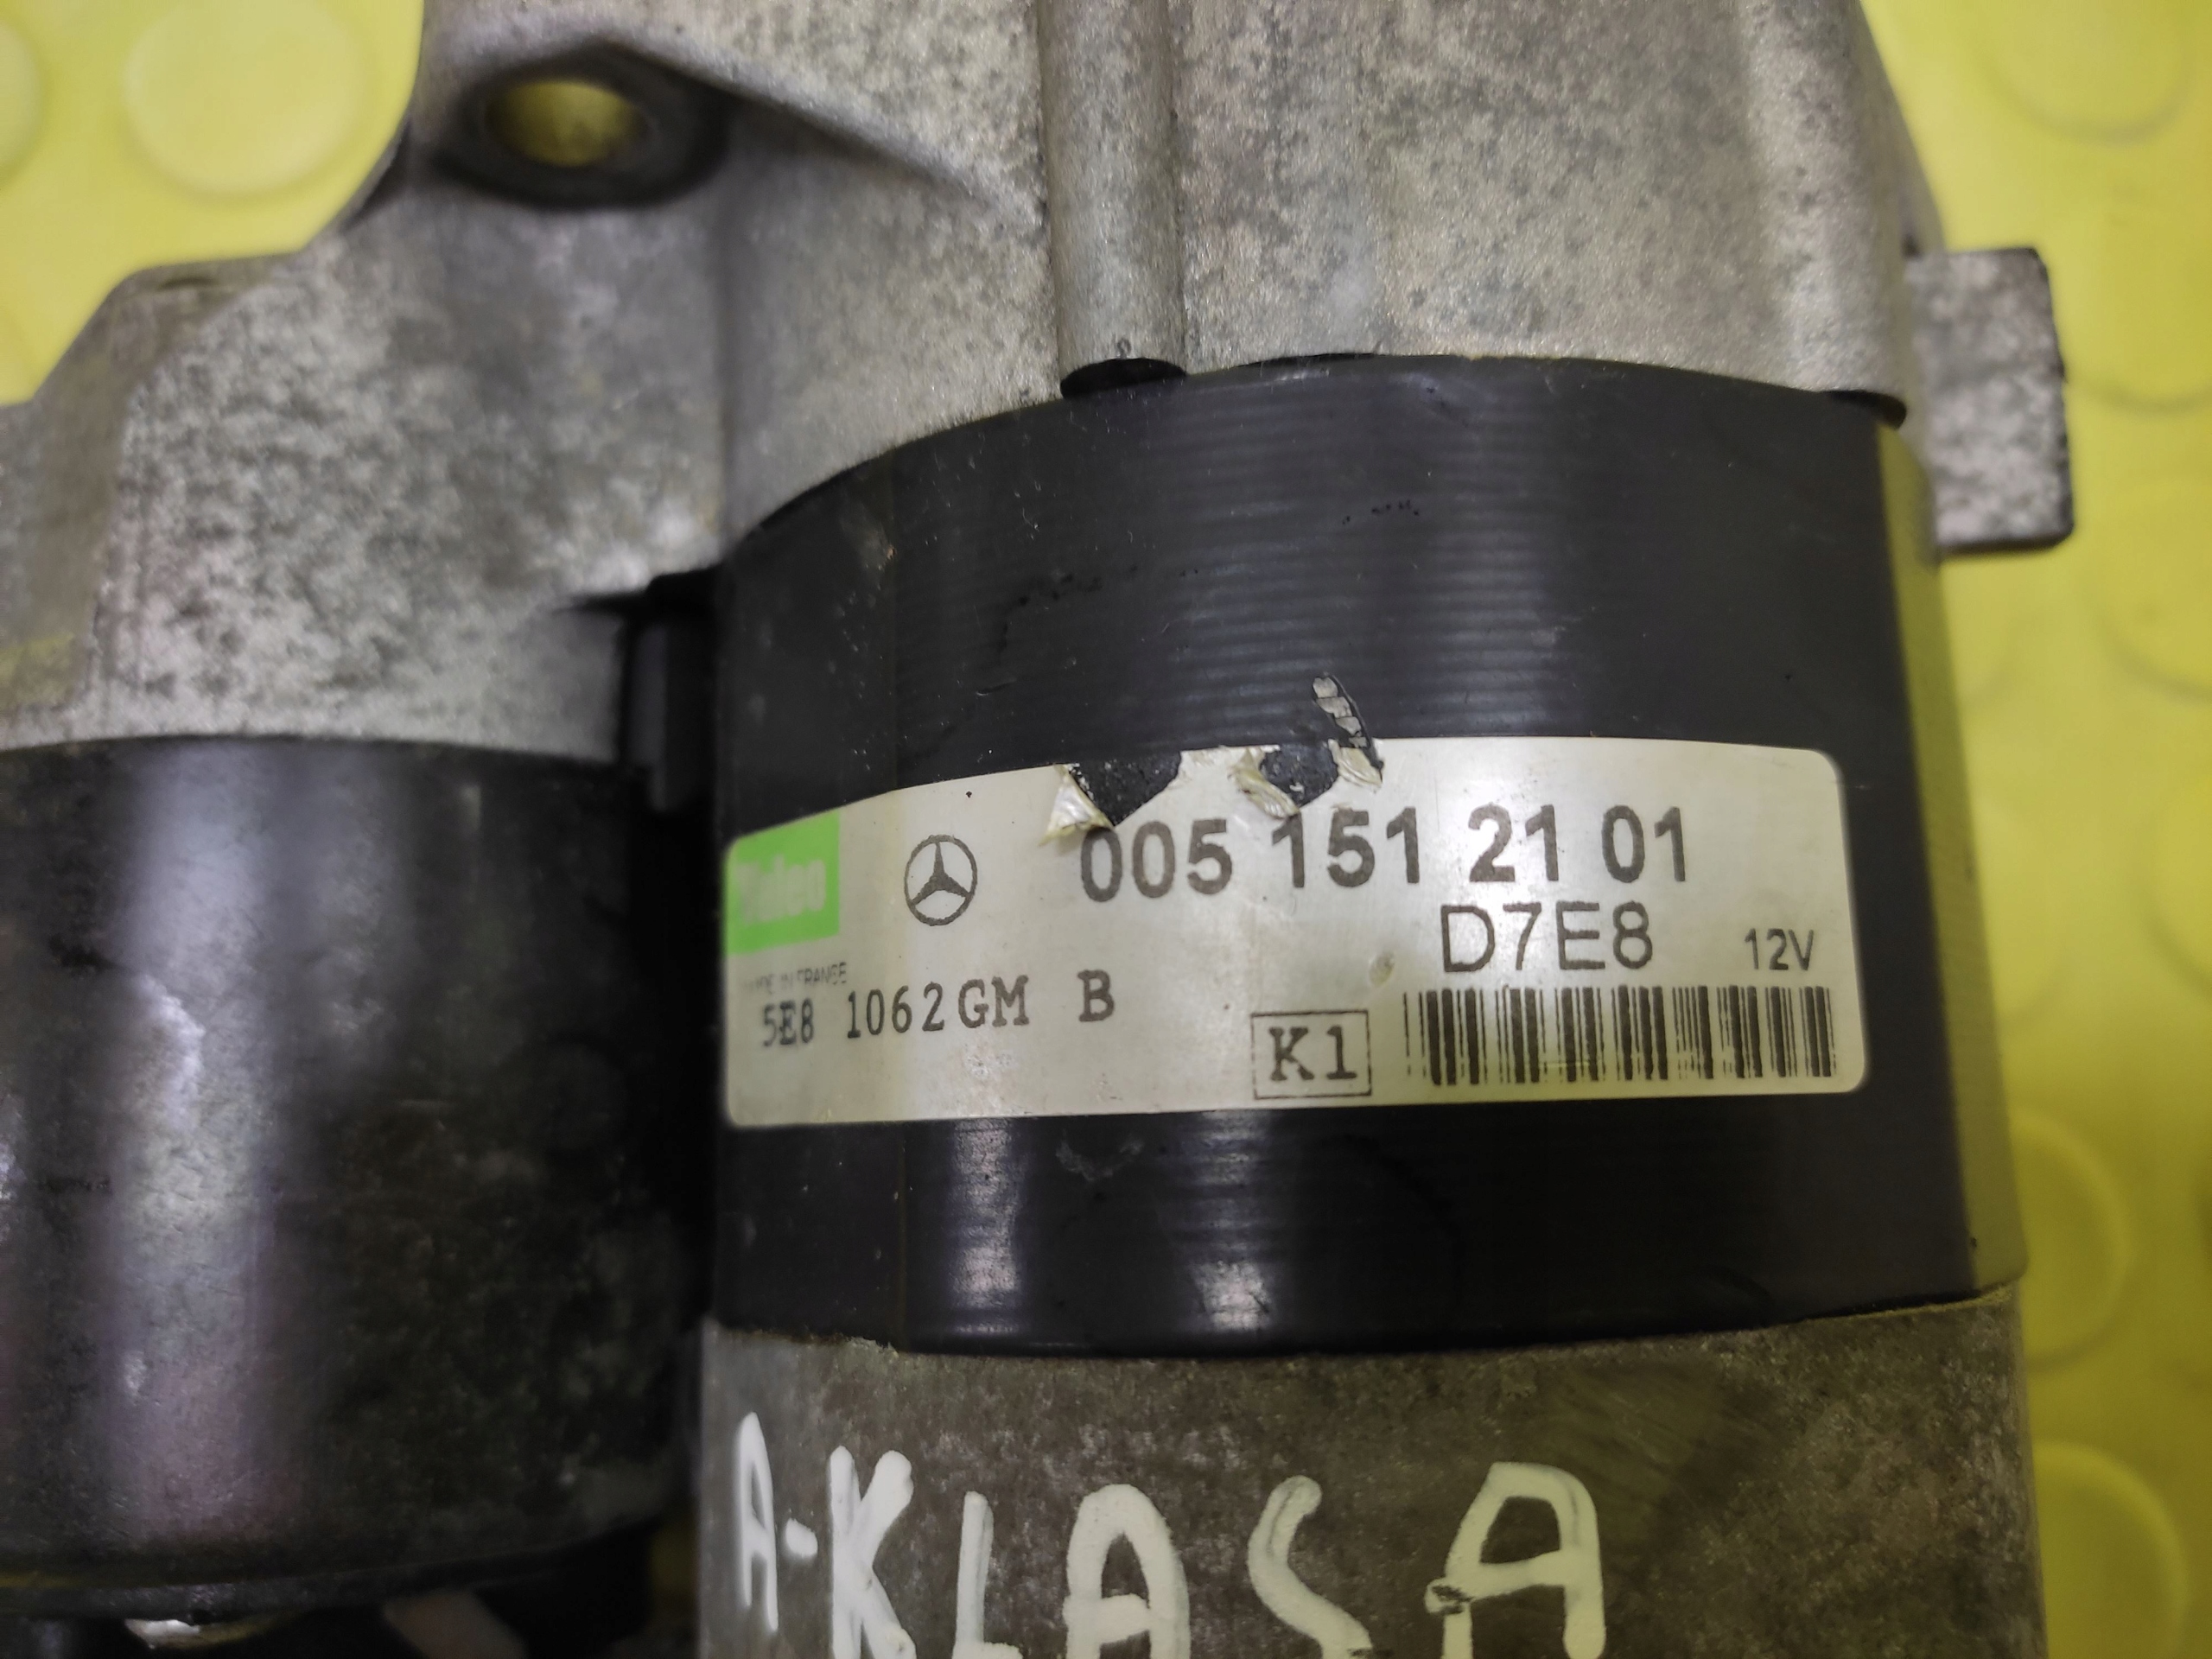 Valeo
005 151 21 01
D7E8 12V
MADE IN FRANCE
5E8 1062GM B
K1
A-KLASA